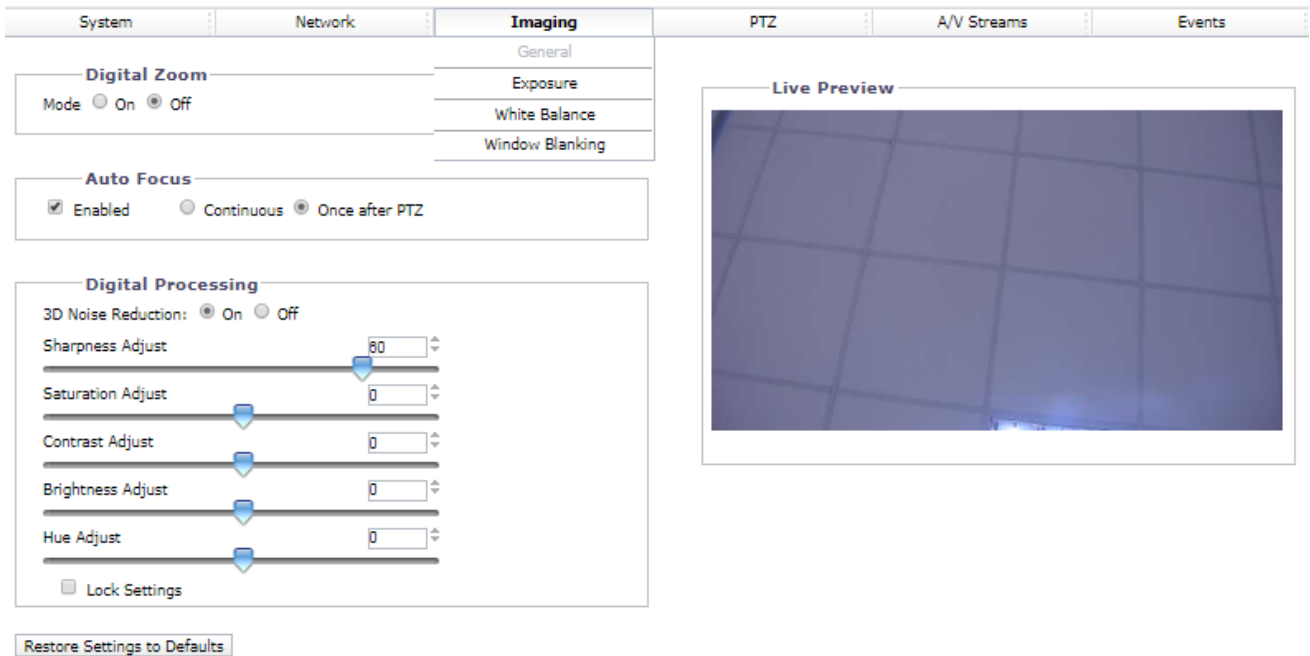 System Network Imaging PTZ A/V Streams Events
General
Exposure
White Balance
Window Blanking
Digital Zoom
Mode On Off
Auto Focus
Enabled Continuous Once after PTZ
Digital Processing
3D Noise Reduction: On Off
Sharpness Adjust 60
Saturation Adjust 0
Contrast Adjust 0
Brightness Adjust 0
Hue Adjust 0
Lock Settings
Restore Settings to Defaults
Live Preview